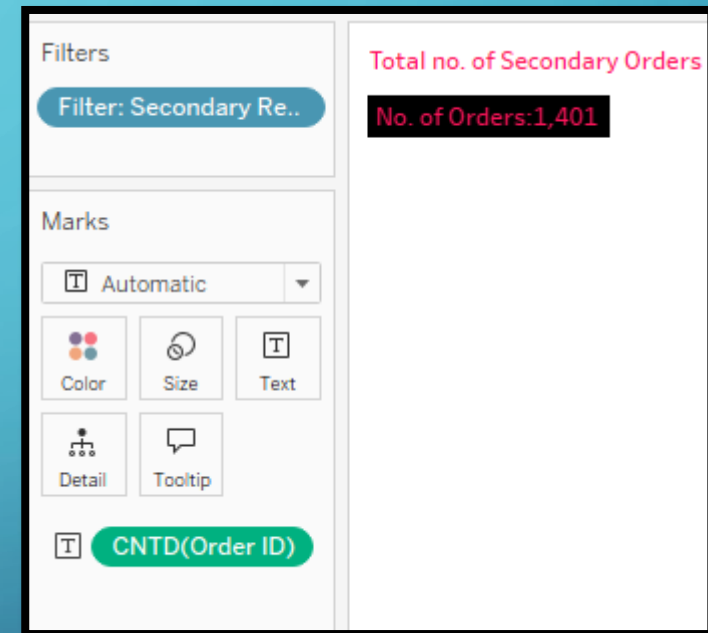 Filters
Filter: Secondary Re..
Marks
T Automatic
Color
Size
T
Text
Detail
Tooltip
T CNTD(Order ID)
Total no. of Secondary Orders
No. of Orders:1,401